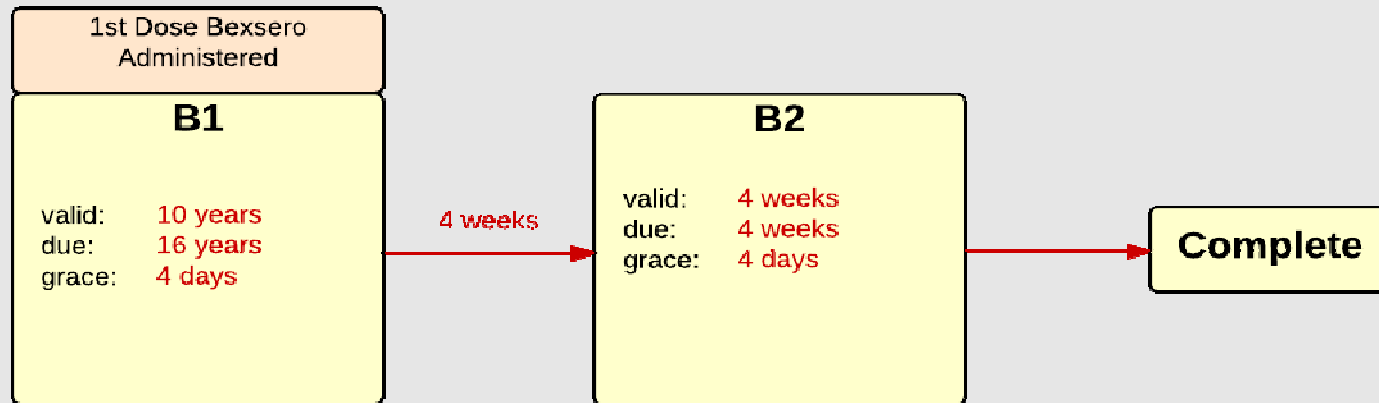 1st Dose Bexsero
Administered
B1
valid: 10 years
due: 16 years
grace: 4 days
4 weeks
B2
valid: 4 weeks
due: 4 weeks
grace: 4 days
Complete